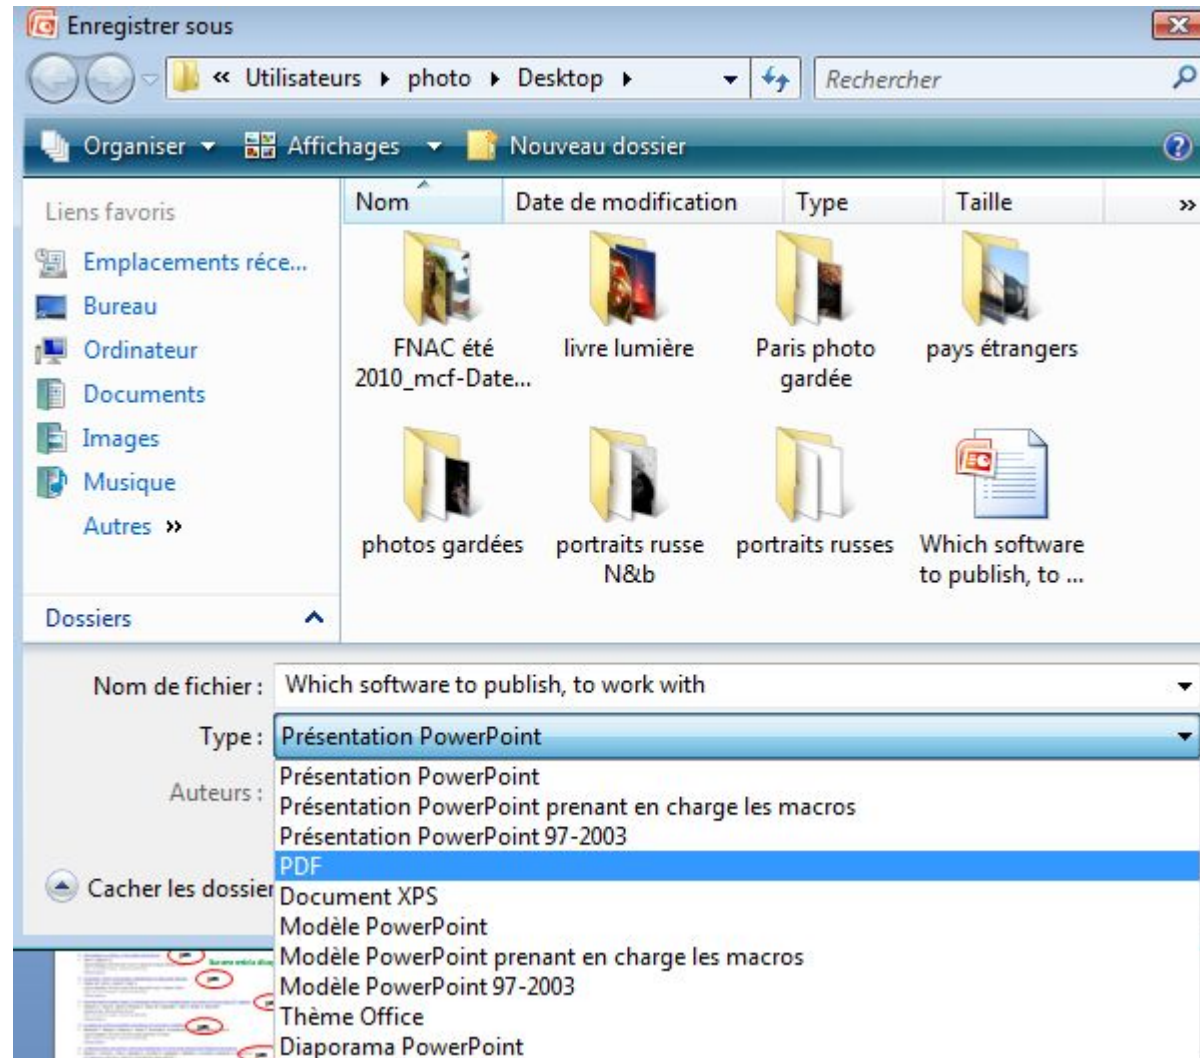 Enregistrer sous
« Utilisateurs photo Desktop
Rechercher
Organiser Affichages Nouveau dossier
Liens favoris
Emplacements réce...
Bureau
Ordinateur
Documents
Images
Musique
Autres »
Dossiers
Nom Date de modification Type Taille »
FNAC été
2010_mcf-Date...
livre lumière
Paris photo
gardée
pays étrangers
photos gardées
portraits russe
N&b
portraits russes
Which software
to publish, to ...
Nom de fichier : Which software to publish, to work with
Type : Présentation PowerPoint
Auteurs :
Cacher les dossier
Présentation PowerPoint
Présentation PowerPoint prenant en charge les macros
Présentation PowerPoint 97-2003
PDF
Document XPS
Modèle PowerPoint
Modèle PowerPoint prenant en charge les macros
Modèle PowerPoint 97-2003
Thème Office
Diaporama PowerPoint